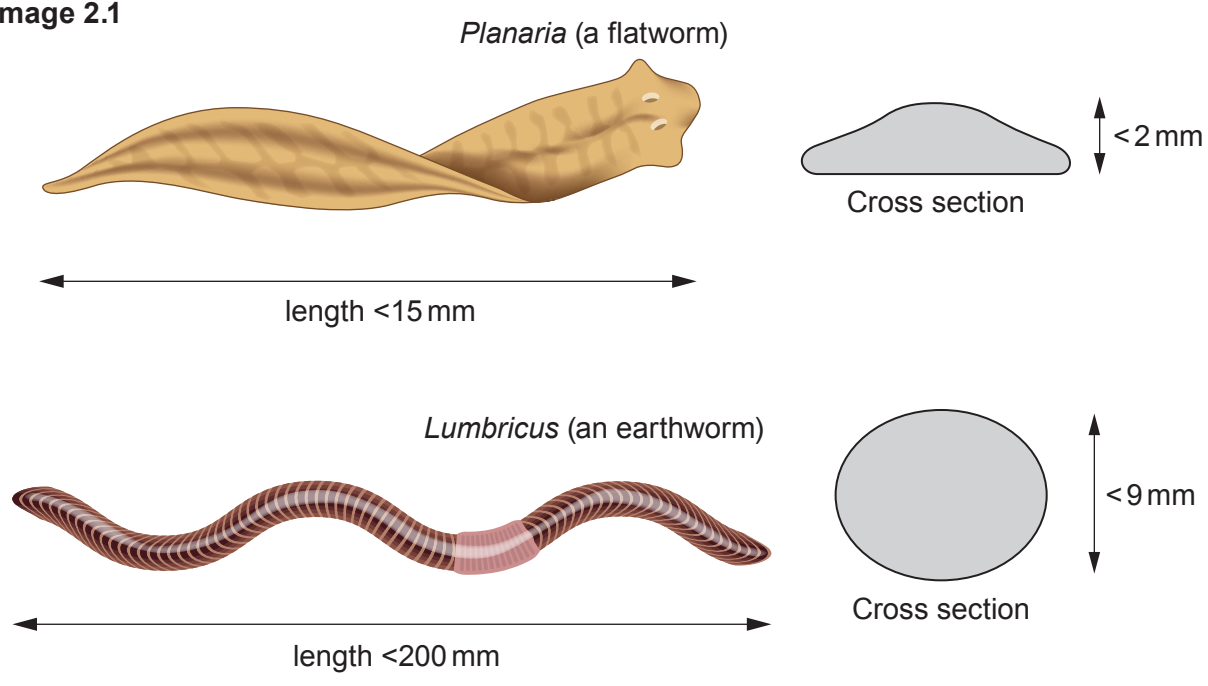 mage 2.1
Planaria (a flatworm)
<2 mm
Cross section
length <15 mm
Lumbricus (an earthworm)
<9 mm
Cross section
length <200 mm